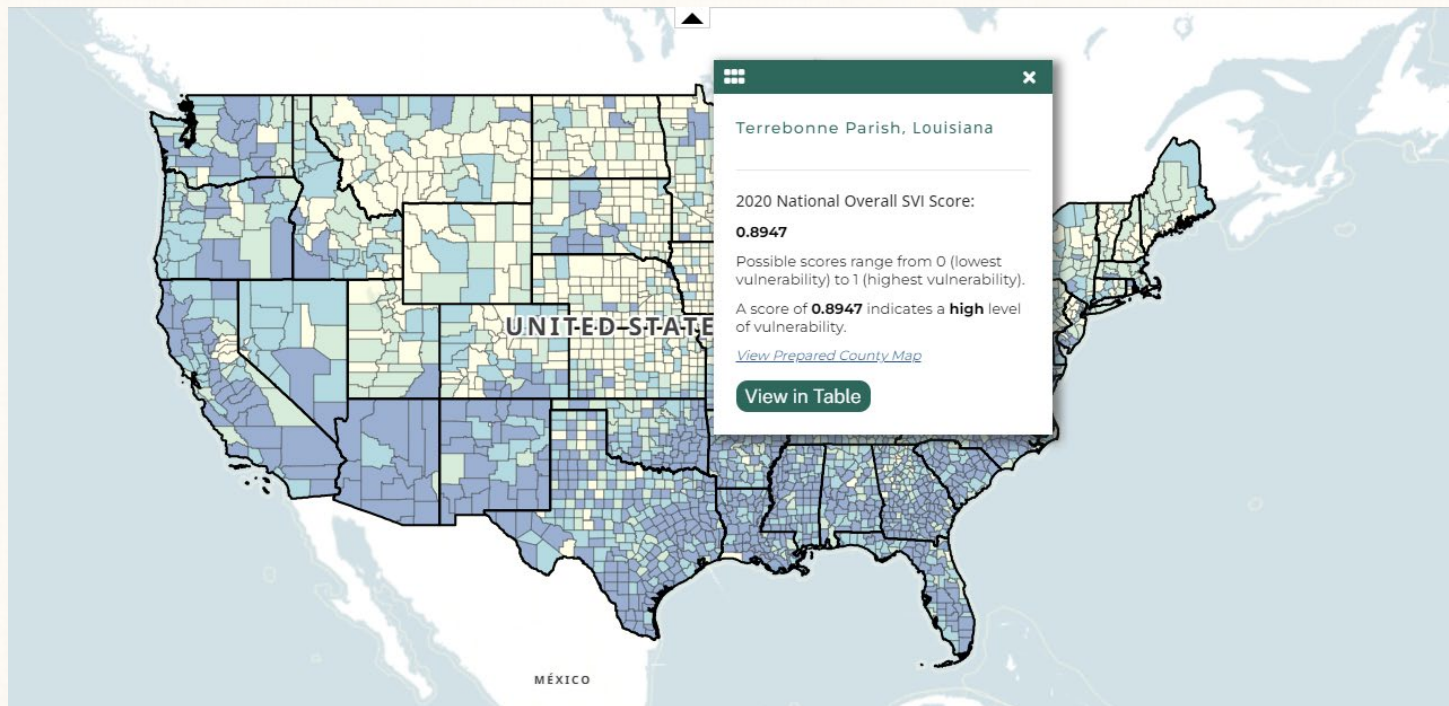 Terrebonne Parish, Louisiana
2020 National Overall SVI Score:
0.8947
Possible scores range from 0 (lowest
vulnerability) to 1 (highest vulnerability).
A score of 0.8947 indicates a high level
of vulnerability.
View Prepared County Map
View in Table
UNITED STATE
MÉXICO